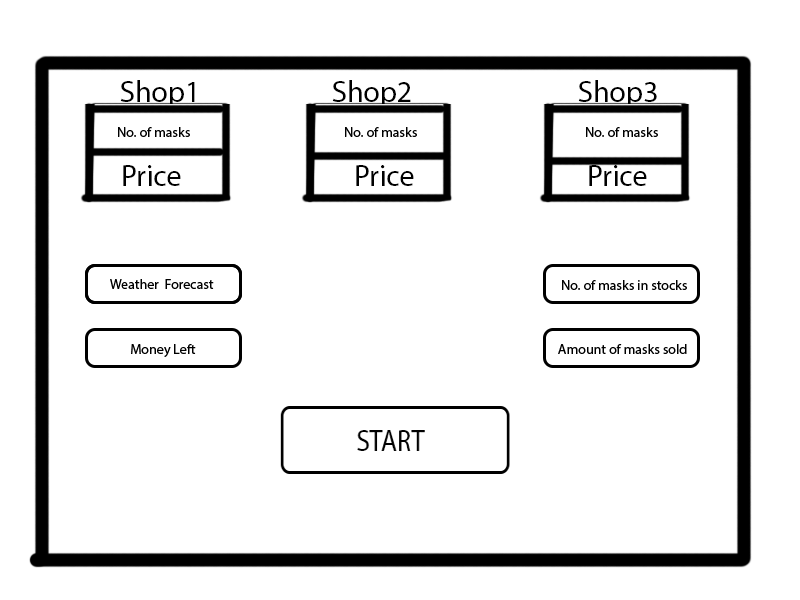 Shop1
Shop2
Shop3
No. of masks
No. of masks
No. of masks
Price
Price
Price
Weather Forecast
No. of masks in stocks
Money Left
Amount of masks sold
START